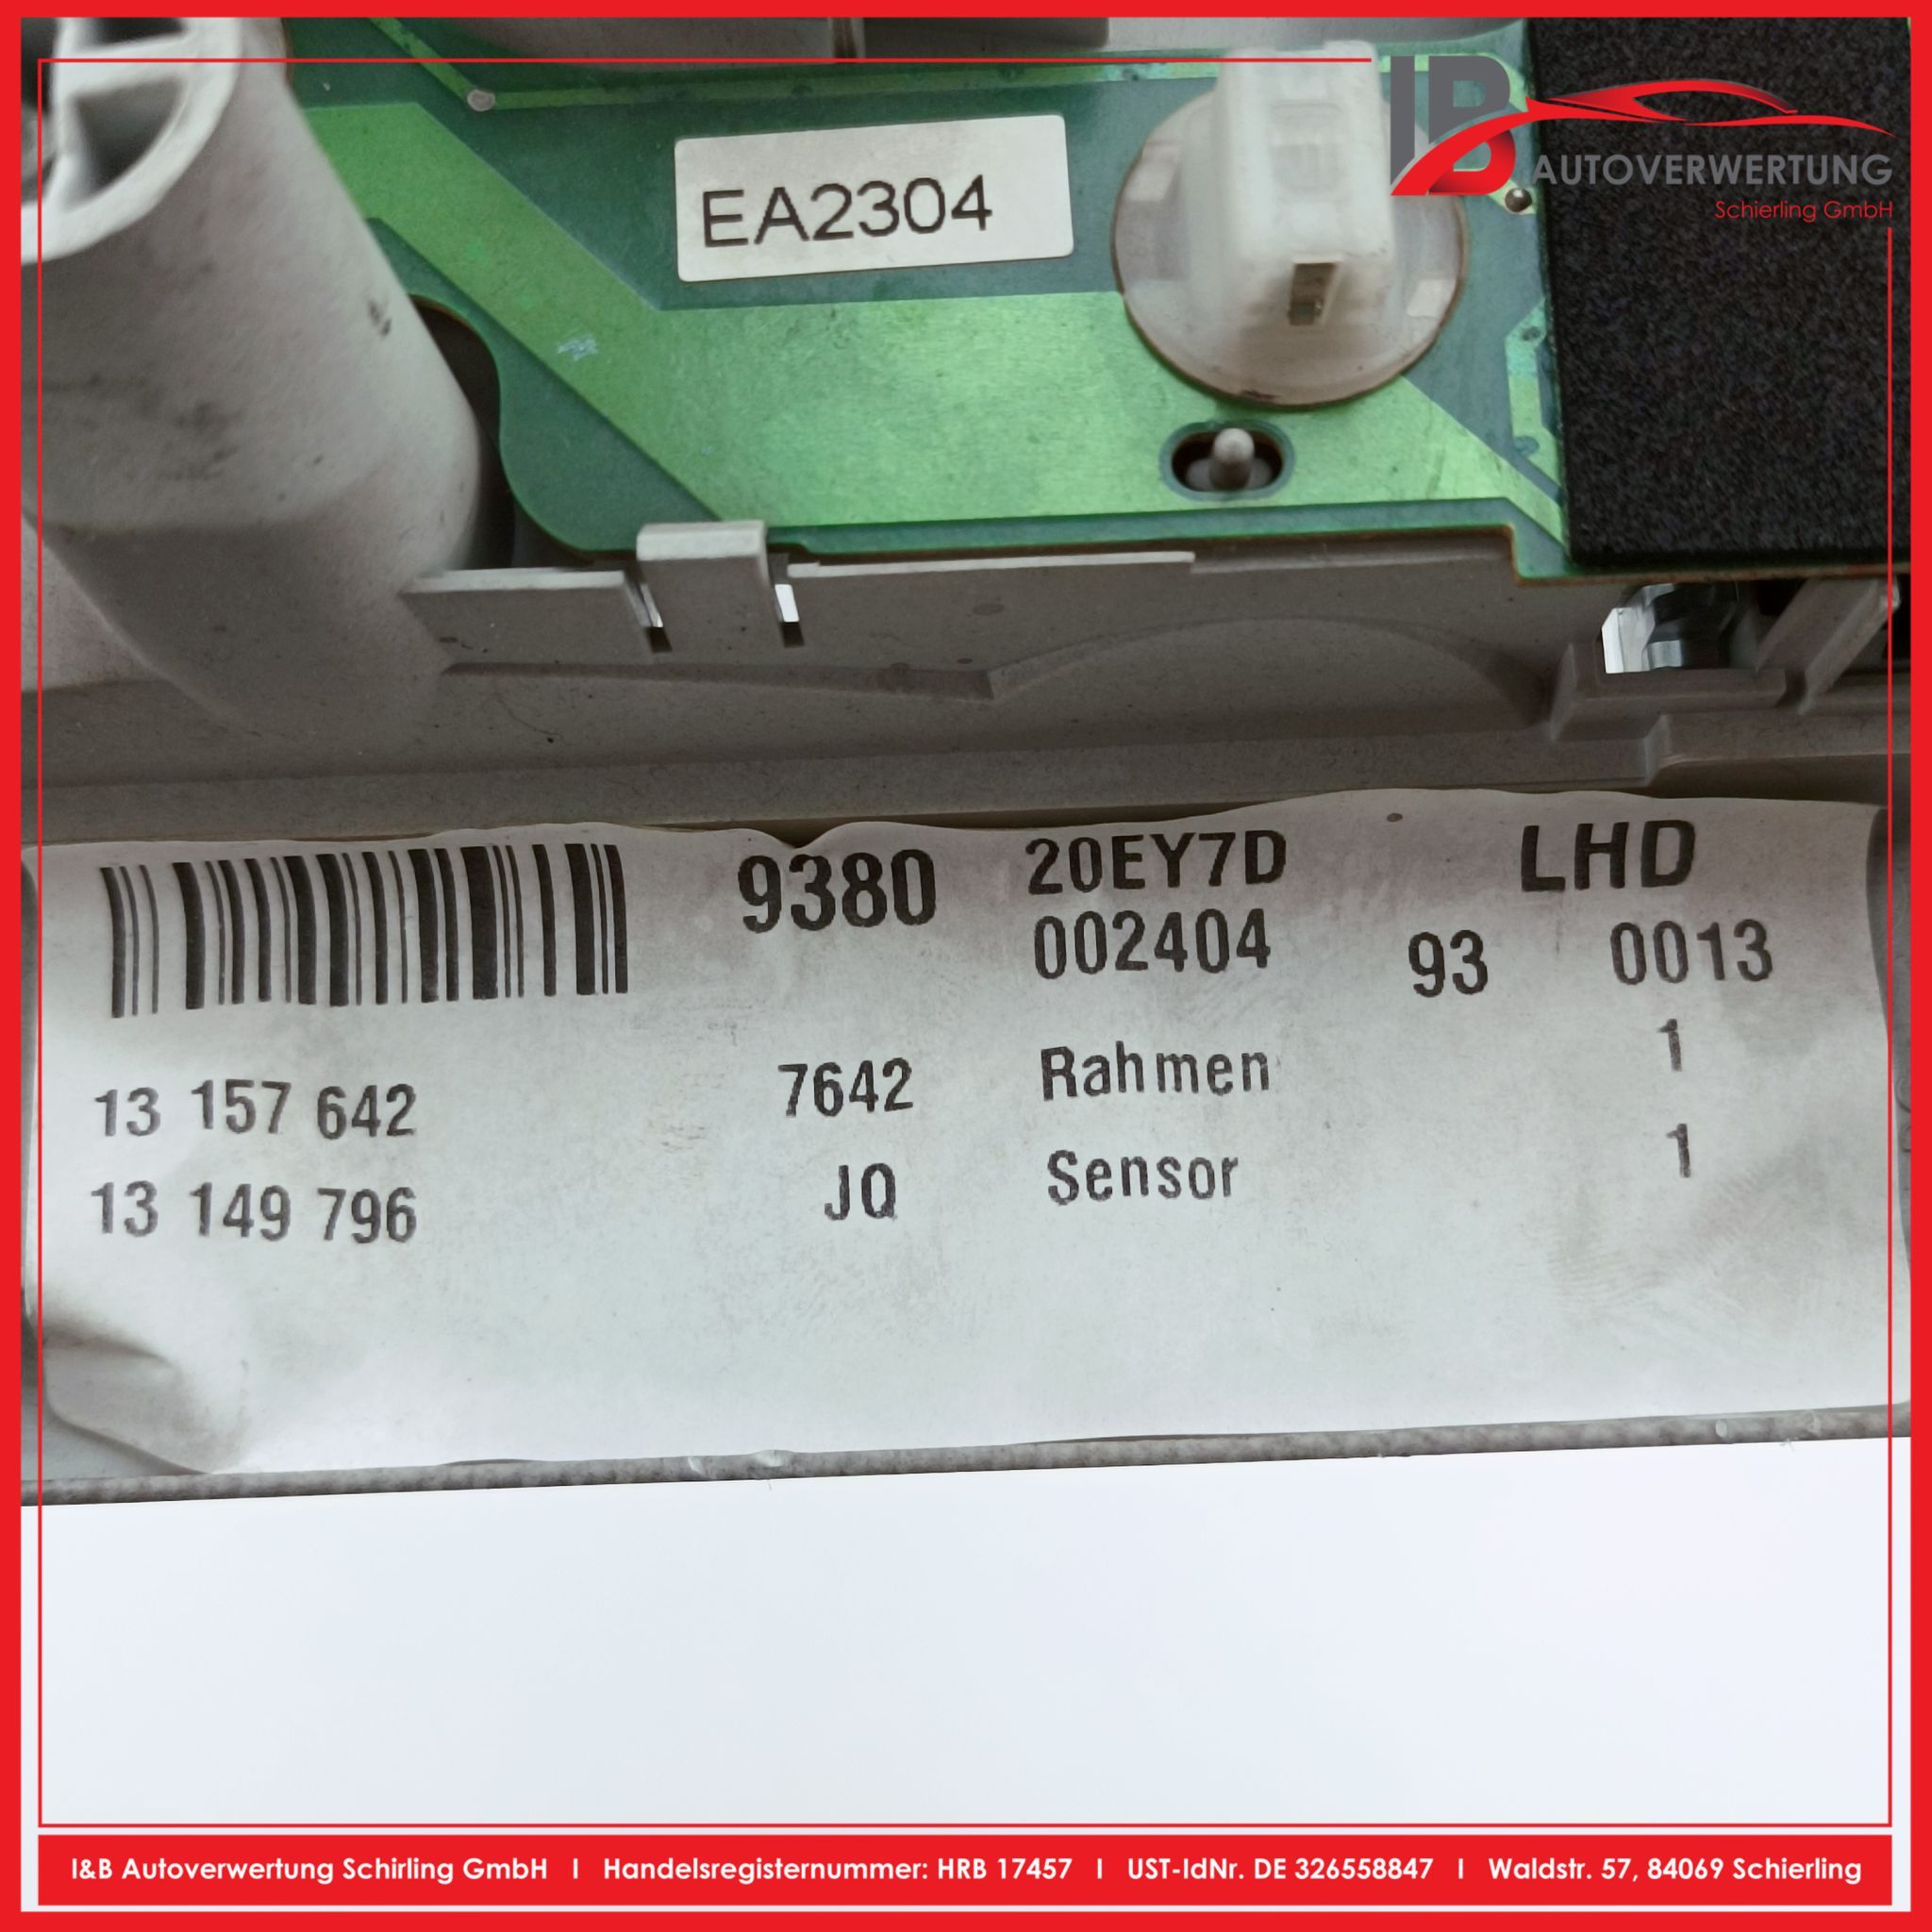 IB
AUTOVERWERTUNG
Schierling GmbH
EA2304
9380 20EY7D LHD
002404 93 0013
13 157 642 7642 Rahmen 1
13 149 796 JQ Sensor 1
I&B Autoverwertung Schirling GmbH I Handelsregisternummer: HRB 17457 I UST-IdNr. DE 326558847 I Waldstr. 57, 84069 Schierling